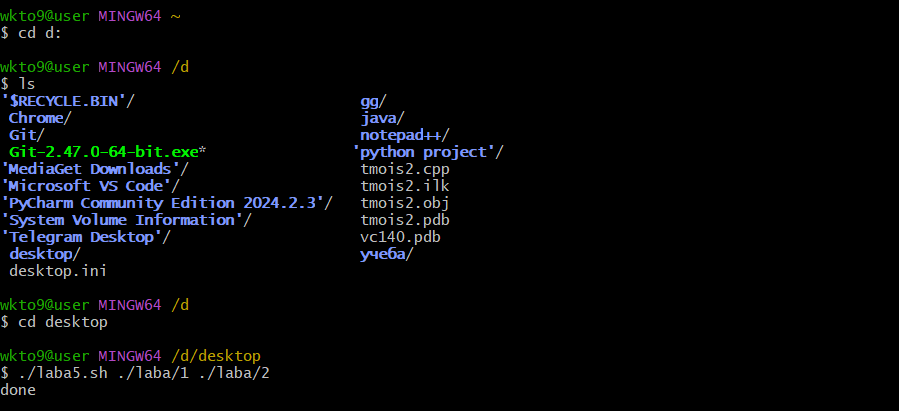 wkto9@user MINGW64 ~
$ cd d:
wkto9@user MINGW64 /d
$ ls
'$RECYCLE.BIN'/ gg/
Chrome/ java/
Git/ notepad++/
Git-2.47.0-64-bit.exe* 'python project'/
'MediaGet Downloads'/ tmois2.cpp
'Microsoft VS Code'/ tmois2.ilk
'PyCharm Community Edition 2024.2.3'/ tmois2.obj
'System Volume Information'/ tmois2.pdb
'Telegram Desktop'/ vc140.pdb
desktop/ учеба/
desktop.ini
wkto9@user MINGW64 /d
$ cd desktop
wkto9@user MINGW64 /d/desktop
$ ./laba5.sh ./laba/1 ./laba/2
done